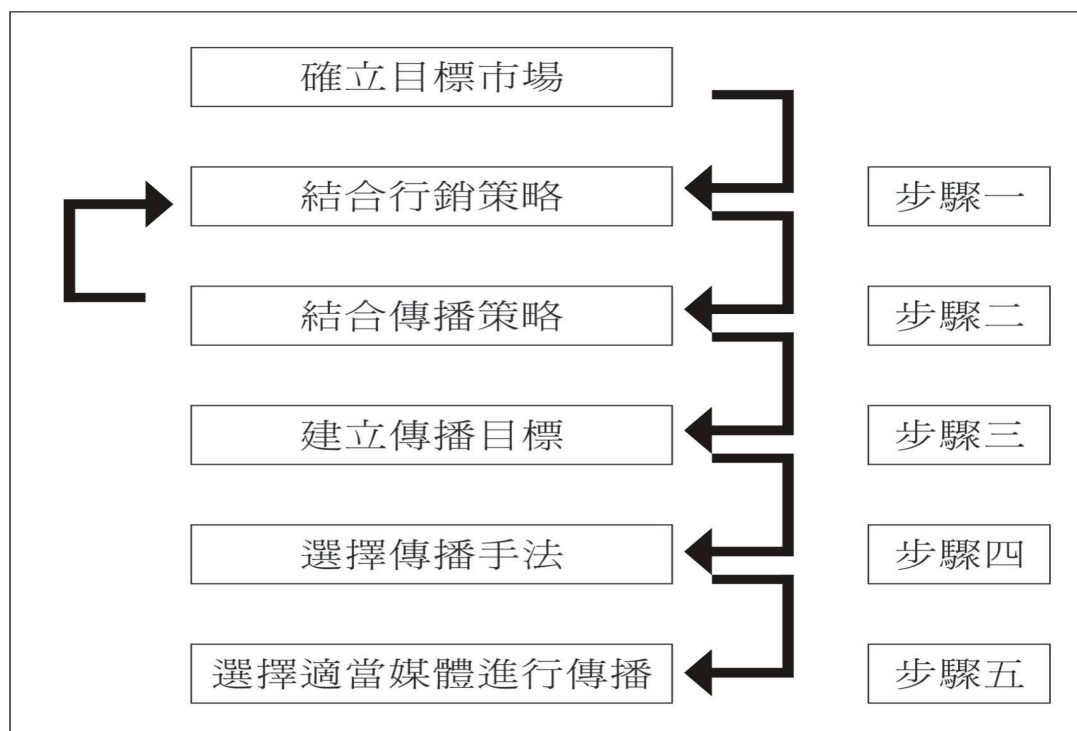 確立目標市場
結合行銷策略
步驟一
結合傳播策略
步驟二
建立傳播目標
步驟三
選擇傳播手法
步驟四
選擇適當媒體進行傳播
步驟五